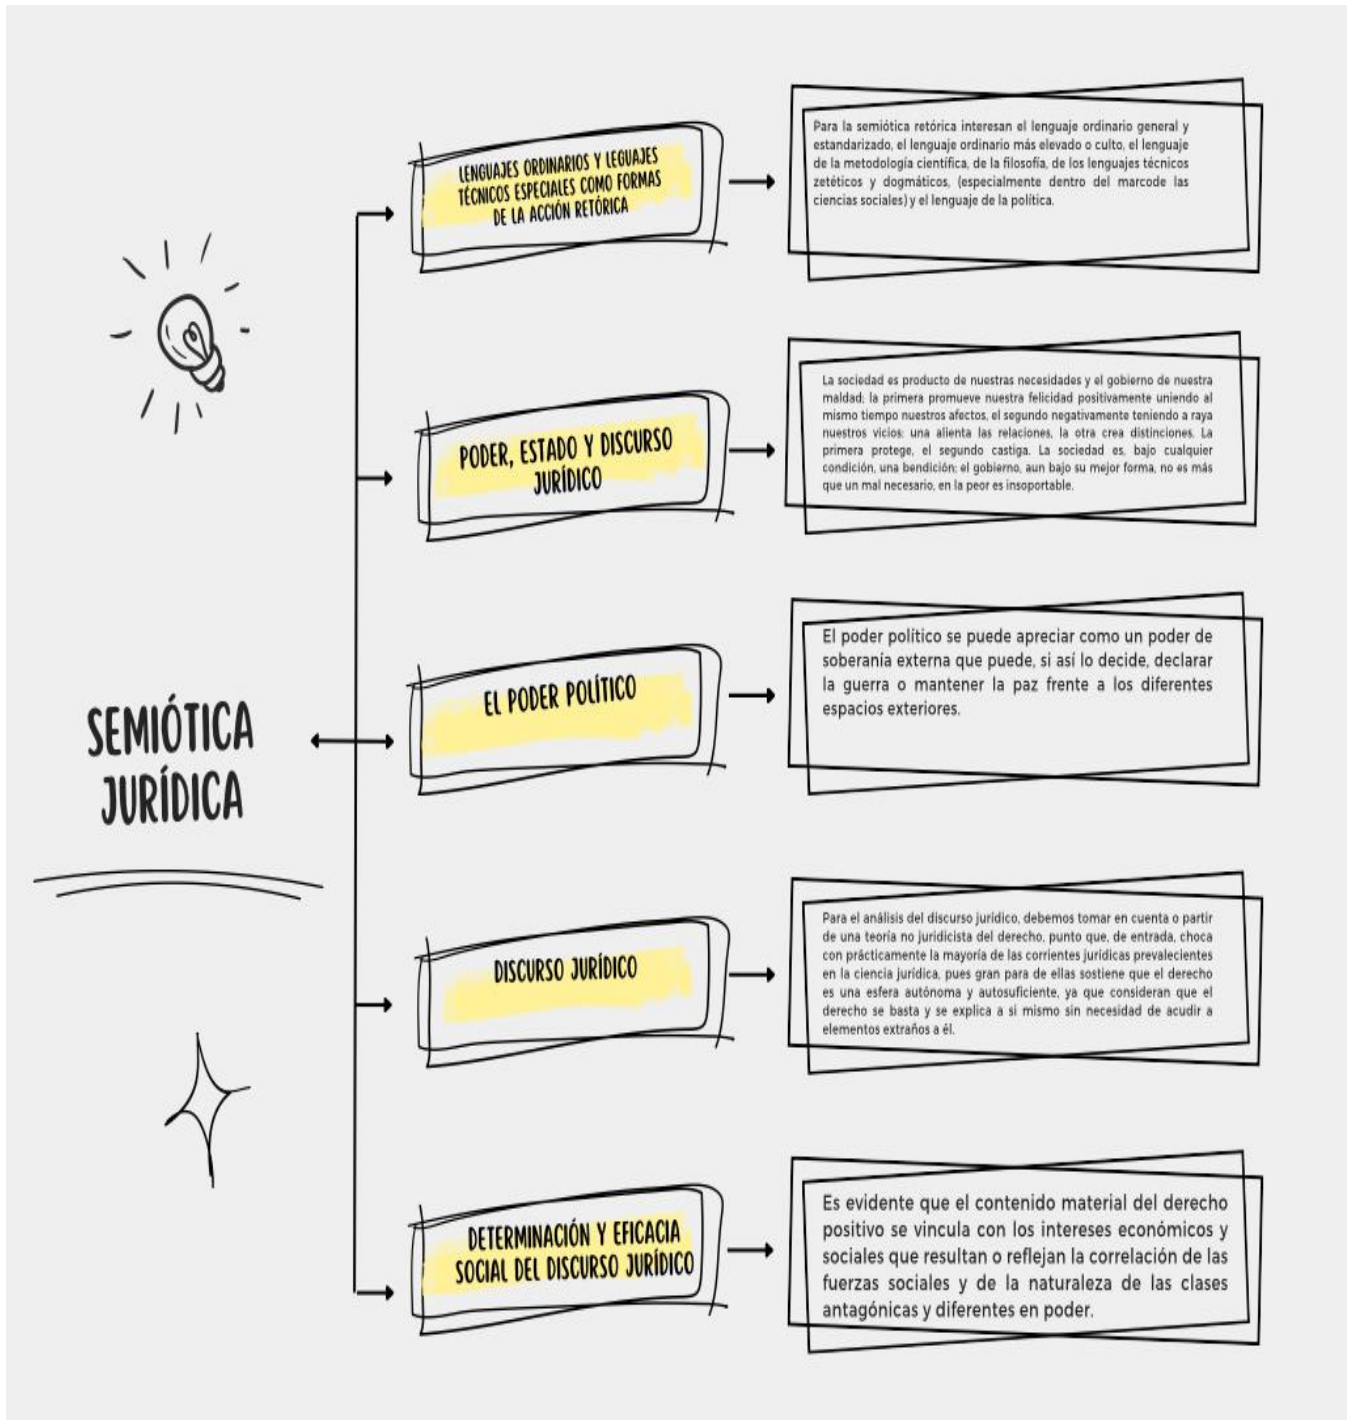 SEMIÓTICA
JURÍDICA
LENGUAJES ORDINARIOS Y LEGUAJES
TÉCNICOS ESPECIALES COMO FORMAS
DE LA ACCIÓN RETÓRICA
Para la semiótica retórica interesan el lenguaje ordinario general y
estandarizado, el lenguaje ordinario más elevado o culto, el lenguaje
de la metodología científica, de la filosofía, de los lenguajes técnicos
zetéticos y dogmáticos, (especialmente dentro del marcode las
ciencias sociales) y el lenguaje de la política.
PODER, ESTADO Y DISCURSO
JURÍDICO
La sociedad es producto de nuestras necesidades y el gobierno de nuestra
maldad; la primera promueve nuestra felicidad positivamente uniendo al
mismo tiempo nuestros afectos, el segundo negativamente teniendo a raya
nuestros vicios: una alienta las relaciones, la otra crea distinciones. La
primera protege, el segundo castiga. La sociedad es, bajo cualquier
condición, una bendición; el gobierno, aun bajo su mejor forma, no es más
que un mal necesario, en la peor es insoportable.
EL PODER POLÍTICO
El poder político se puede apreciar como un poder de
soberanía externa que puede, si así lo decide, declarar
la guerra o mantener la paz frente a los diferentes
espacios exteriores.
DISCURSO JURÍDICO
Para el análisis del discurso jurídico, debemos tomar en cuenta o partir
de una teoría no juridicista del derecho, punto que, de entrada, choca
con prácticamente la mayoría de las corrientes jurídicas prevalecientes
en la ciencia jurídica, pues gran para de ellas sostiene que el derecho
es una esfera autónoma y autosuficiente, ya que consideran que el
derecho se basta y se explica a si mismo sin necesidad de acudir a
elementos extraños a él.
DETERMINACIÓN Y EFICACIA
SOCIAL DEL DISCURSO JURÍDICO
Es evidente que el contenido material del derecho
positivo se vincula con los intereses económicos y
sociales que resultan o reflejan la correlación de las
fuerzas sociales y de la naturaleza de las clases
antagónicas y diferentes en poder.